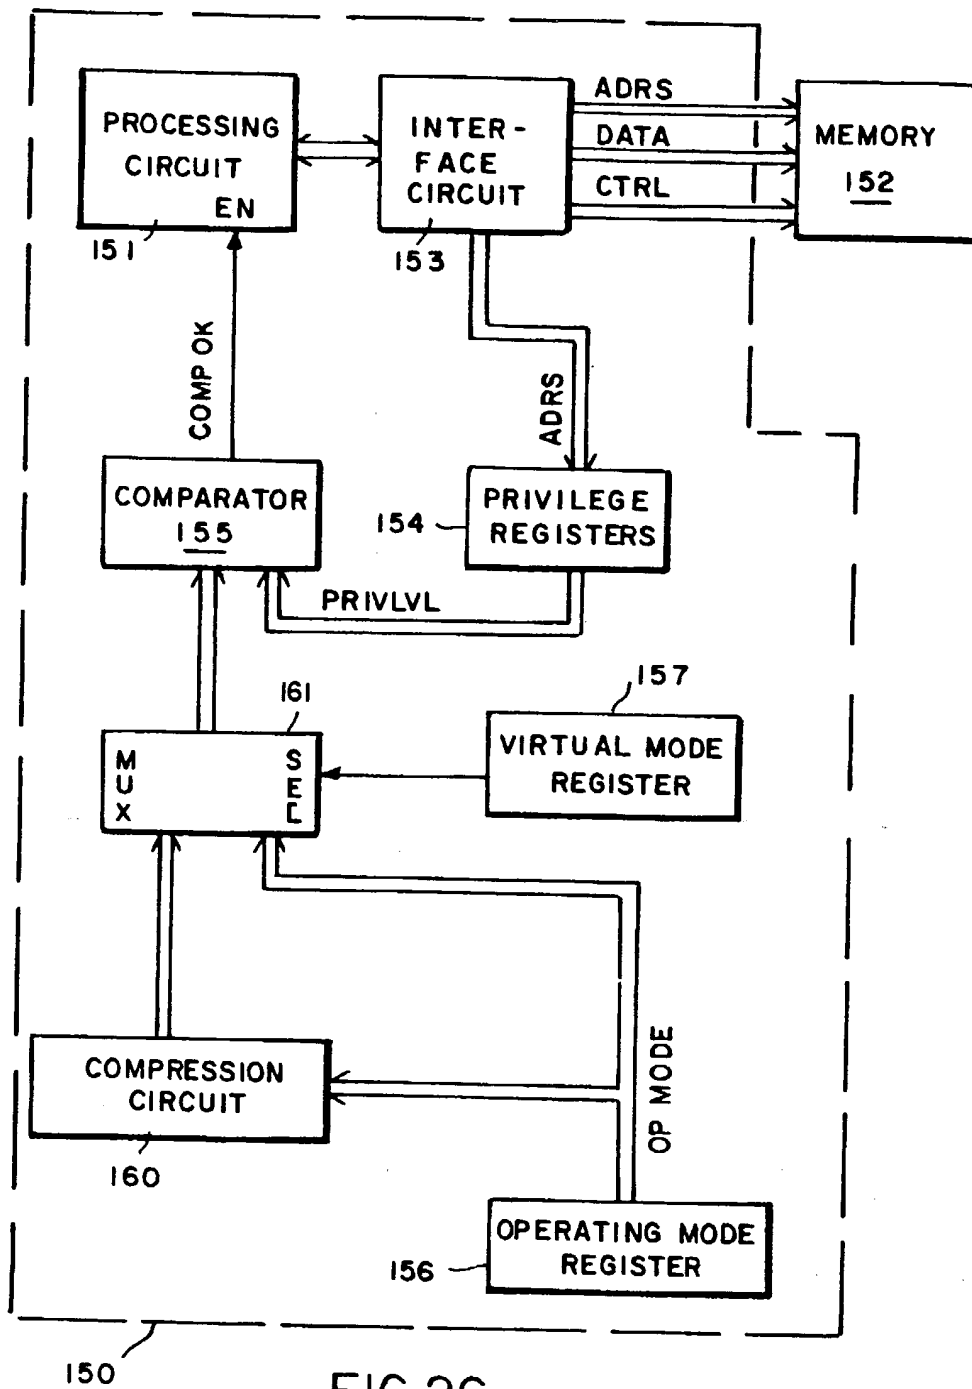 PROCESSING
CIRCUIT
EN
151
INTER-
FACE
CIRCUIT
153
ADRS
DATA
CTRL
MEMORY
152
COMP OK
ADRS
COMPARATOR
155
154
PRIVILEGE
REGISTERS
PRIVLVL
161
MUX
SEL
157
VIRTUAL MODE
REGISTER
COMPRESSION
CIRCUIT
160
OP MODE
156
OPERATING MODE
REGISTER
150